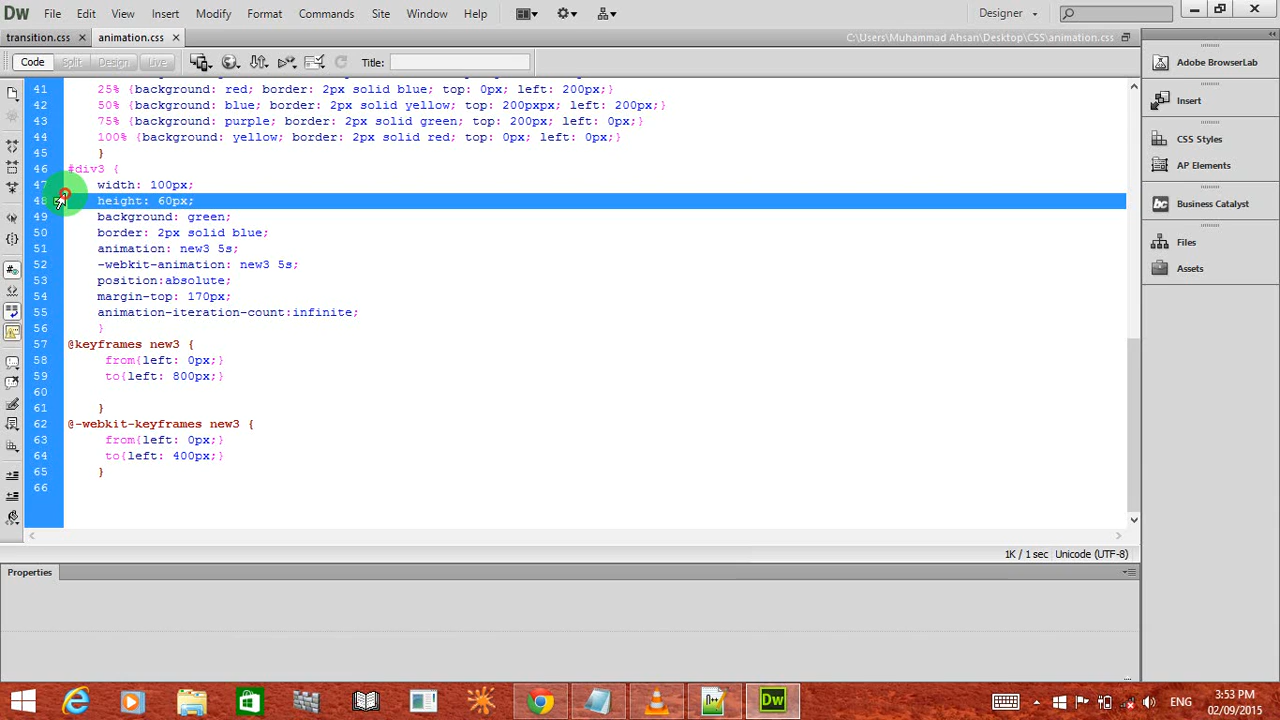 Dw File Edit View Insert Modify Format Commands Site Window Help Designer
transition.css animation.css C:\Users\Muhammad Ahsan\Desktop\CSS\animation.css
Code Split Design Live Title:
41 25% {background: red; border: 2px solid blue; top: 0px; left: 200px;}
42 50% {background: blue; border: 2px solid yellow; top: 200pxpx; left: 200px;}
43 75% {background: purple; border: 2px solid green; top: 200px; left: 0px;}
44 100% {background: yellow; border: 2px solid red; top: 0px; left: 0px;}
45 }
46 #div3 {
47 width: 100px;
48 height: 60px;
49 background: green;
50 border: 2px solid blue;
51 animation: new3 5s;
52 -webkit-animation: new3 5s;
53 position:absolute;
54 margin-top: 170px;
55 animation-iteration-count:infinite;
56 }
57 @keyframes new3 {
58 from{left: 0px;}
59 to{left: 800px;}
60
61 }
62 @-webkit-keyframes new3 {
63 from{left: 0px;}
64 to{left: 400px;}
65 }
66
1K / 1 sec Unicode (UTF-8)
Properties
Adobe BrowserLab
Insert
CSS Styles
AP Elements
Business Catalyst
Files
Assets
ENG
3:53 PM
02/09/2015